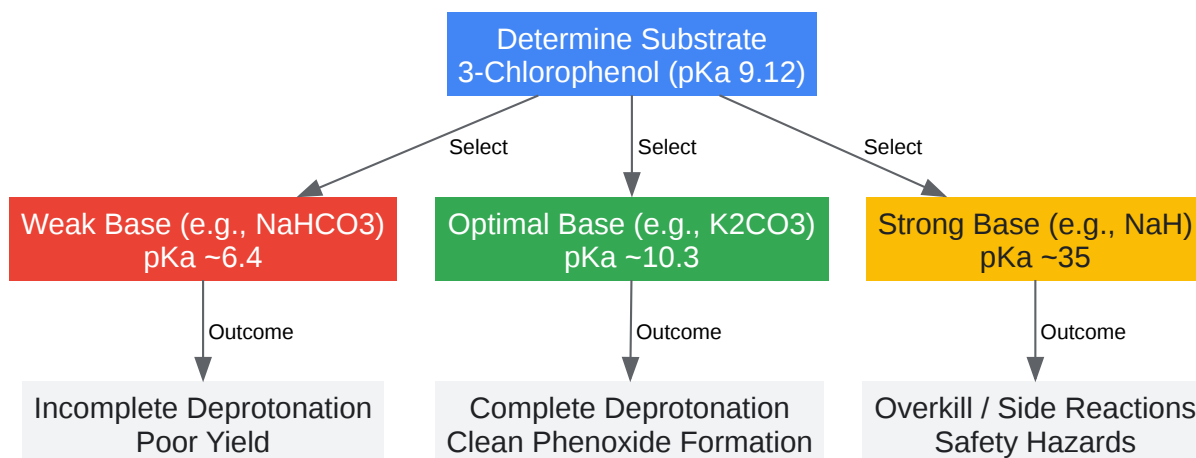 Determine Substrate
3-Chlorophenol (pKa 9.12)
Select
Select
Select
Weak Base (e.g., NaHCO3)
pKa ~6.4
Optimal Base (e.g., K2CO3)
pKa ~10.3
Strong Base (e.g., NaH)
pKa ~35
Outcome
Outcome
Outcome
Incomplete Deprotonation
Poor Yield
Complete Deprotonation
Clean Phenoxide Formation
Overkill / Side Reactions
Safety Hazards